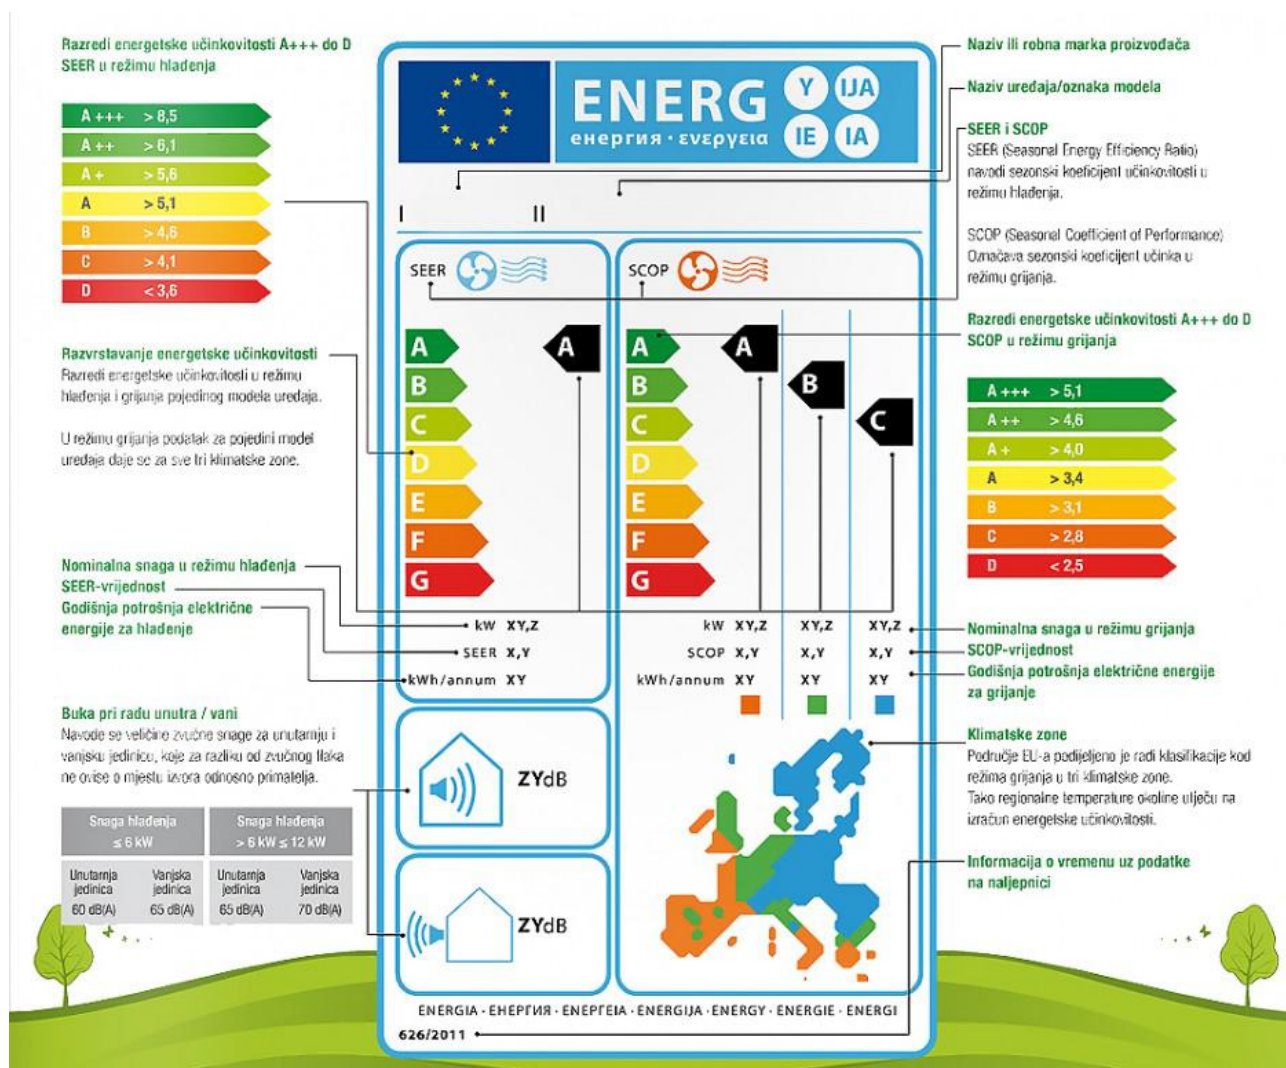 Razredi energetske učinkovitosti A+++ do D
SEER u režimu hlađenja
A +++ > 8,5
A ++ > 6,1
A + > 5,6
A > 5,1
B > 4,6
C > 4,1
D < 3,6
Razvrstavanje energetske učinkovitosti
Razredi energetske učinkovitosti u režimu
hlađenja i grijanja pojedinog modela uređaja.
U režimu grijanja podatak za pojedini model
uređaja daje se za sve tri klimatske zone.
Nominalna snaga u režimu hlađenja
SEER-vrijednost
Godišnja potrošnja električne
energije za hlađenje
Buka pri radu unutra / vani
Navode se veličine zvučne snage za unutarnju i
vanjsku jedinicu, koje za razliku od zvučnog tlaka
ne ovise o mjestu izvora odnosno primatelja.
Snaga hlađenja
≤ 6 kW
Snaga hlađenja
> 6 kW ≤ 12 kW
Unutarnja jedinica
Vanjska jedinica
Unutarnja jedinica
Vanjska jedinica
60 dB(A) 65 dB(A) 65 dB(A) 70 dB(A)
ENERG
Y IJA
IE IA
енергия · ενεργεια
I II
SEER
A
B
C
D
E
F
G
A
kW XY,Z
SEER X,Y
kWh/annum XY
SCOP
A
B
C
D
E
F
G
A
B
C
kW XY,Z XY,Z XY,Z
SCOP X,Y X,Y X,Y
kWh/annum XY XY XY
ZYdB
ZYdB
ENERGIA · ЕНЕРГИЯ · ΕΝΕΡΓΕΙΑ · ENERGIJA · ENERGY · ENERGIE · ENERGI
626/2011
Naziv ili robna marka proizvođača
Naziv uređaja/oznaka modela
SEER i SCOP
SEER (Seasonal Energy Efficiency Ratio)
navodi sezonski koeficijent učinkovitosti u
režimu hlađenja.
SCOP (Seasonal Coefficient of Performance)
Označava sezonski koeficijent učinka u
režimu grijanja.
Razredi energetske učinkovitosti A+++ do D
SCOP u režimu grijanja
A +++ > 5,1
A ++ > 4,6
A + > 4,0
A > 3,4
B > 3,1
C > 2,8
D < 2,5
Nominalna snaga u režimu grijanja
SCOP-vrijednost
Godišnja potrošnja električne energije
za grijanje
Klimatske zone
Područje EU-a podijeljeno je radi klasifikacije kod
režima grijanja u tri klimatske zone.
Tako regionalne temperature okoline utječu na
izračun energetske učinkovitosti.
Informacija o vremenu uz podatke
na naljepnici